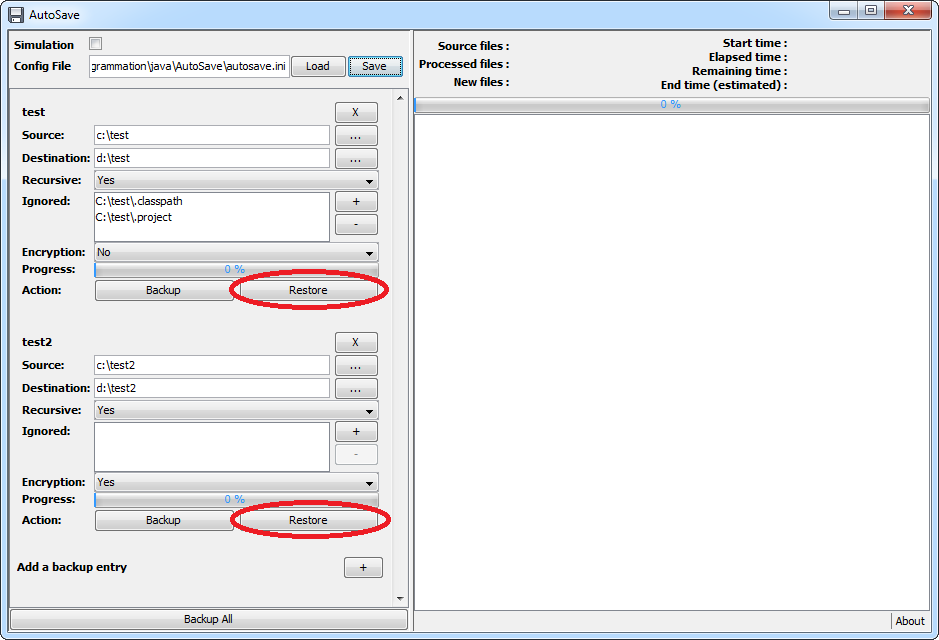 AutoSave
Simulation
Config File grammation\java\AutoSave\autosave.ini Load Save
test X
Source: c:\test ...
Destination: d:\test ...
Recursive: Yes
Ignored: C:\test\.classpath +
C:\test\.project -
Encryption: No
Progress: 0 %
Action: Backup Restore
test2 X
Source: c:\test2 ...
Destination: d:\test2 ...
Recursive: Yes
Ignored: +
-
Encryption: Yes
Progress: 0 %
Action: Backup Restore
Add a backup entry +
Backup All
Source files :
Processed files :
New files :
Start time :
Elapsed time :
Remaining time :
End time (estimated) :
0 %
About